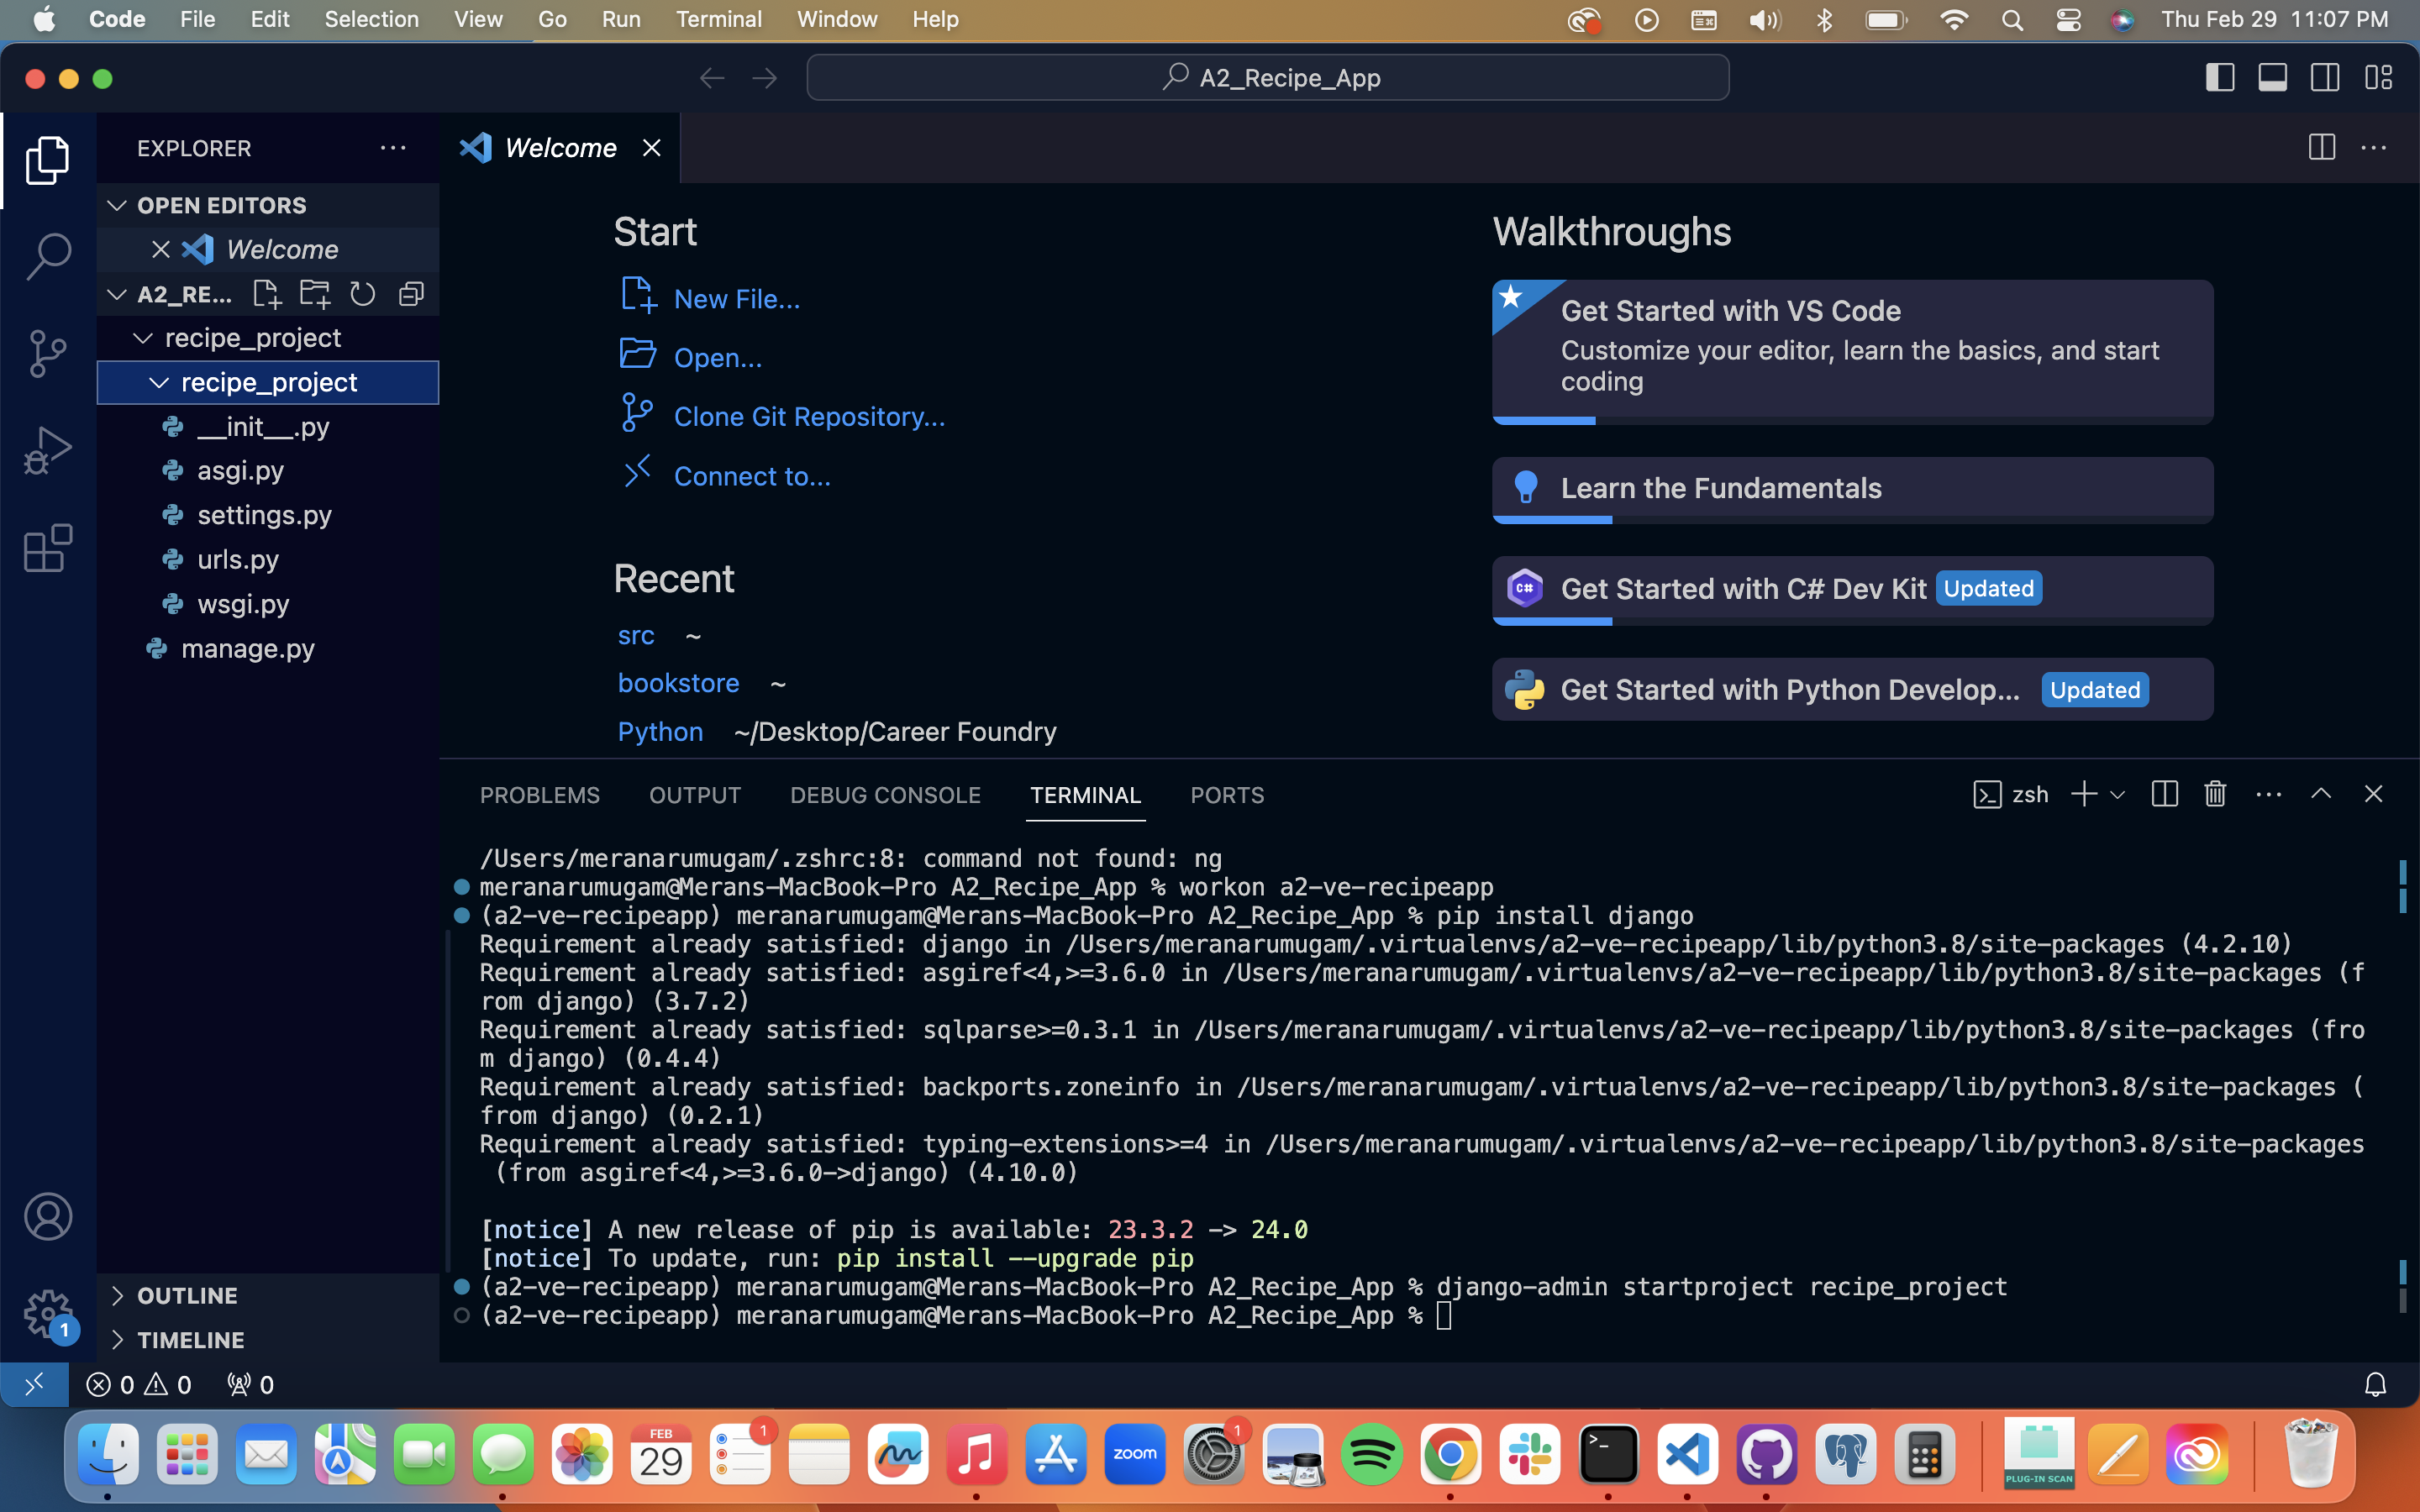 Code File Edit Selection View Go Run Terminal Window Help Thu Feb 29 11:07 PM
A2_Recipe_App
EXPLORER
Welcome
OPEN EDITORS
Welcome
A2_RE...
recipe_project
recipe_project
__init__.py
asgi.py
settings.py
urls.py
wsgi.py
manage.py
OUTLINE
TIMELINE
Start
New File...
Open...
Clone Git Repository...
Connect to...
Recent
src ~
bookstore ~
Python ~/Desktop/Career Foundry
Walkthroughs
Get Started with VS Code
Customize your editor, learn the basics, and start
coding
Learn the Fundamentals
C#
Get Started with C# Dev Kit Updated
Get Started with Python Develop... Updated
PROBLEMS OUTPUT DEBUG CONSOLE TERMINAL PORTS
zsh
/Users/meranarumugam/.zshrc:8: command not found: ng
meranarumugam@Merans-MacBook-Pro A2_Recipe_App % workon a2-ve-recipeapp
(a2-ve-recipeapp) meranarumugam@Merans-MacBook-Pro A2_Recipe_App % pip install django
Requirement already satisfied: django in /Users/meranarumugam/.virtualenvs/a2-ve-recipeapp/lib/python3.8/site-packages (4.2.10)
Requirement already satisfied: asgiref<4,>=3.6.0 in /Users/meranarumugam/.virtualenvs/a2-ve-recipeapp/lib/python3.8/site-packages (f
rom django) (3.7.2)
Requirement already satisfied: sqlparse>=0.3.1 in /Users/meranarumugam/.virtualenvs/a2-ve-recipeapp/lib/python3.8/site-packages (fro
m django) (0.4.4)
Requirement already satisfied: backports.zoneinfo in /Users/meranarumugam/.virtualenvs/a2-ve-recipeapp/lib/python3.8/site-packages (
from django) (0.2.1)
Requirement already satisfied: typing-extensions>=4 in /Users/meranarumugam/.virtualenvs/a2-ve-recipeapp/lib/python3.8/site-packages
(from asgiref<4,>=3.6.0->django) (4.10.0)
[notice] A new release of pip is available: 23.3.2 -> 24.0
[notice] To update, run: pip install --upgrade pip
(a2-ve-recipeapp) meranarumugam@Merans-MacBook-Pro A2_Recipe_App % django-admin startproject recipe_project
(a2-ve-recipeapp) meranarumugam@Merans-MacBook-Pro A2_Recipe_App %
1
0 0 0
FEB
29
1
zoom
1
PLUG-IN SCAN